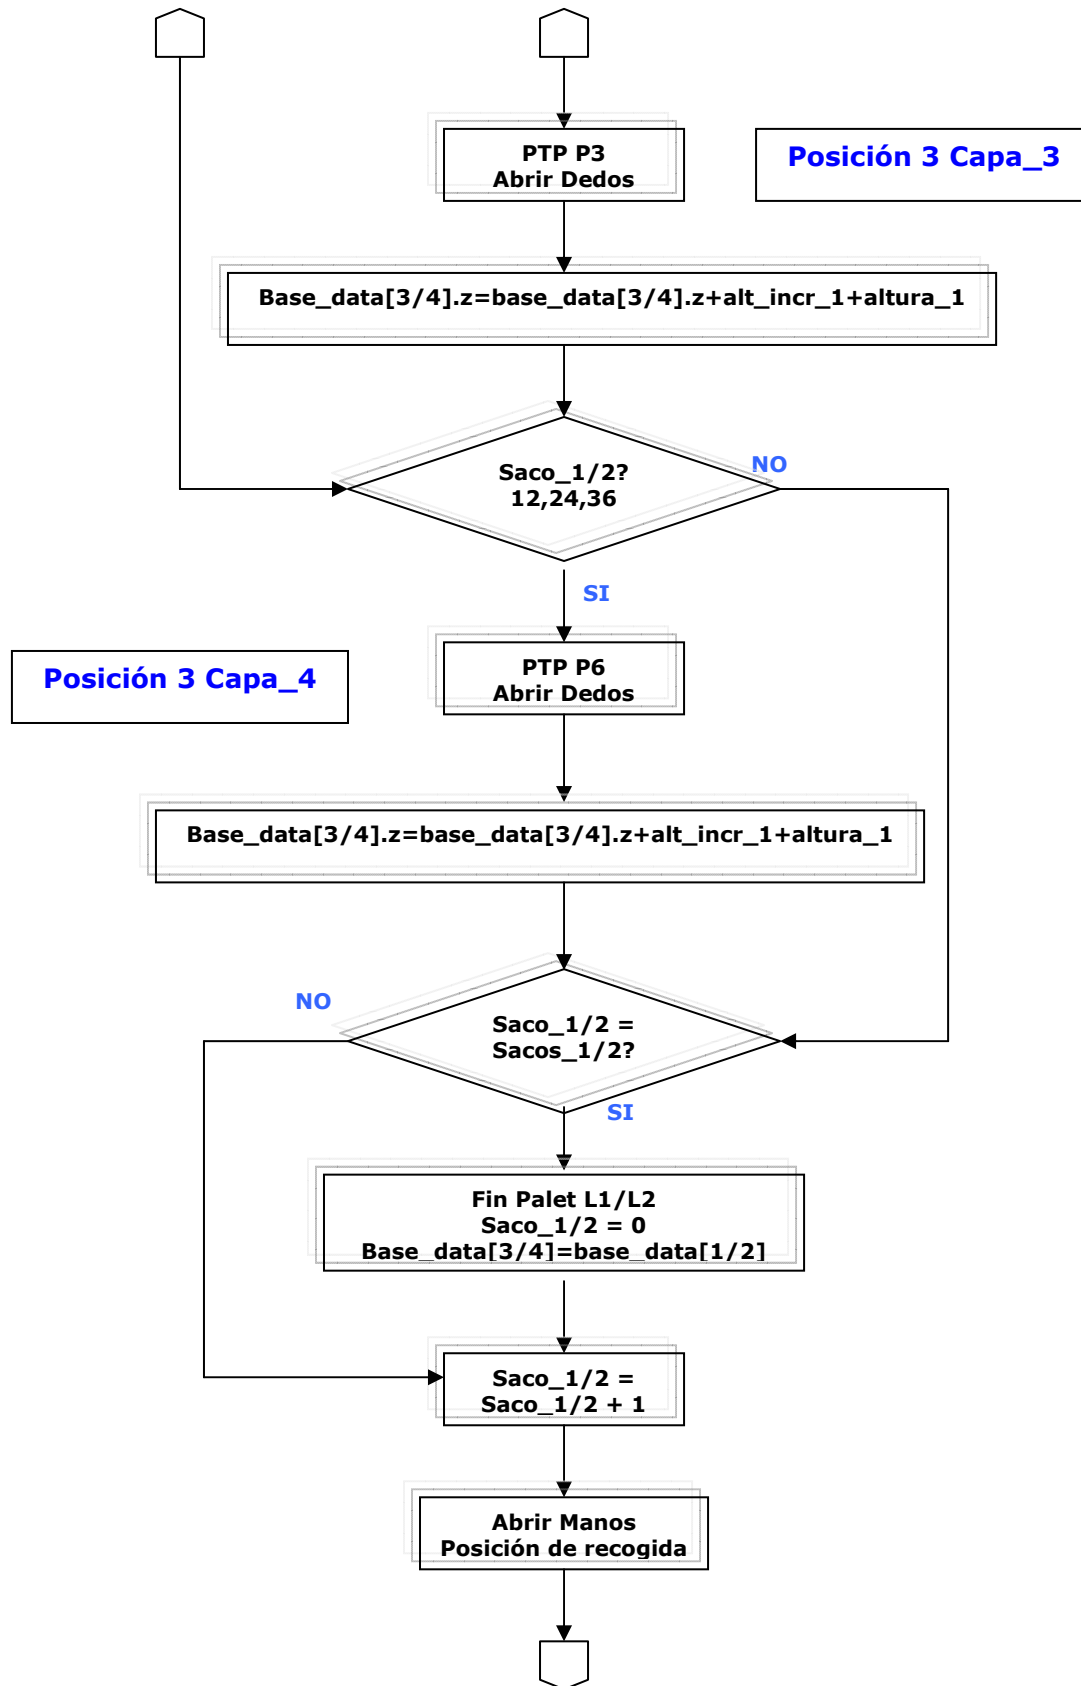 PTP P3
Abrir Dedos
Posición 3 Capa_3
Base_data[3/4].z=base_data[3/4].z+alt_incr_1+altura_1
Saco_1/2?
12,24,36
NO
SI
PTP P6
Abrir Dedos
Posición 3 Capa_4
Base_data[3/4].z=base_data[3/4].z+alt_incr_1+altura_1
NO
Saco_1/2 =
Sacos_1/2?
SI
Fin Palet L1/L2
Saco_1/2 = 0
Base_data[3/4]=base_data[1/2]
Saco_1/2 =
Saco_1/2 + 1
Abrir Manos
Posición de recogida